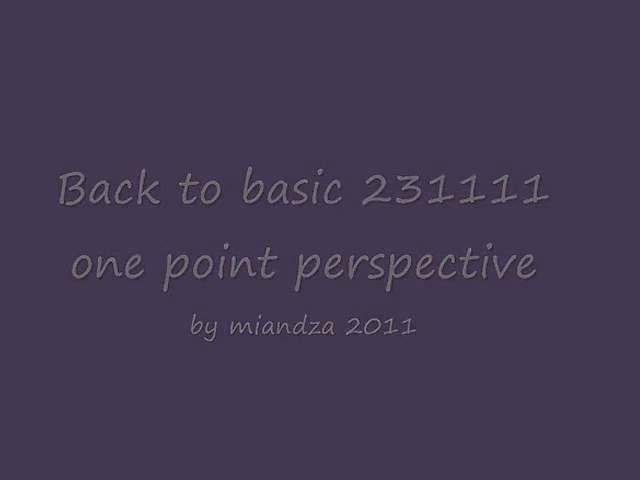 Back to basic 231111
one point perspective
by miandza 2011